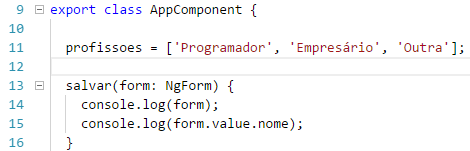 9 export class AppComponent {
10
11 profissoes = ['Programador', 'Empresário', 'Outra'];
12
13 salvar(form: NgForm) {
14 console.log(form);
15 console.log(form.value.nome);
16 }